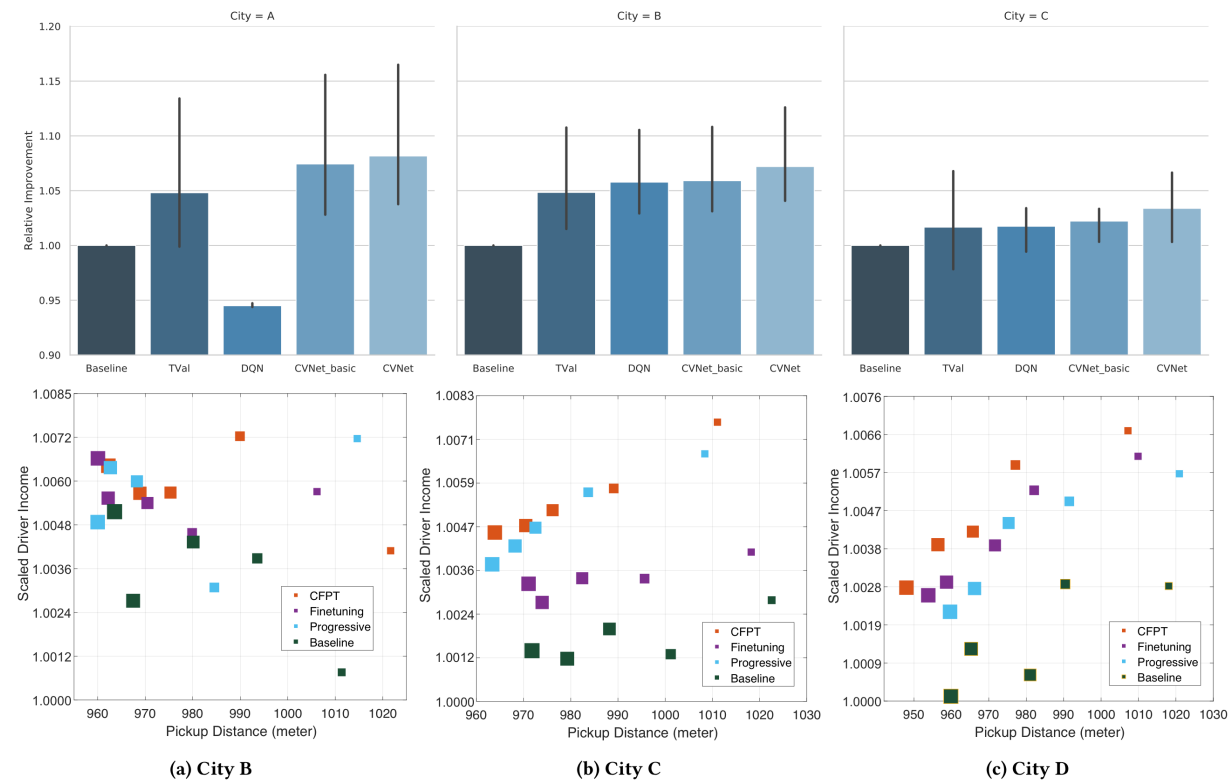 City = A
City = B
City = C
Relative Improvement
1.20
1.15
1.10
1.05
1.00
0.95
0.90
Baseline TVal DQN CVNet_basic CVNet
Baseline TVal DQN CVNet_basic CVNet
Baseline TVal DQN CVNet_basic CVNet
Scaled Driver Income
1.0085
1.0072
1.0060
1.0048
1.0036
1.0024
1.0012
1.0000
CFPT
Finetuning
Progressive
Baseline
960 970 980 990 1000 1010 1020
Pickup Distance (meter)
(a) City B
Scaled Driver Income
1.0083
1.0071
1.0059
1.0047
1.0036
1.0024
1.0012
1.0000
CFPT
Finetuning
Progressive
Baseline
960 970 980 990 1000 1010 1020 1030
Pickup Distance (meter)
(b) City C
Scaled Driver Income
1.0076
1.0066
1.0057
1.0047
1.0038
1.0028
1.0019
1.0009
1.0000
CFPT
Finetuning
Progressive
Baseline
950 960 970 980 990 1000 1010 1020 1030
Pickup Distance (meter)
(c) City D